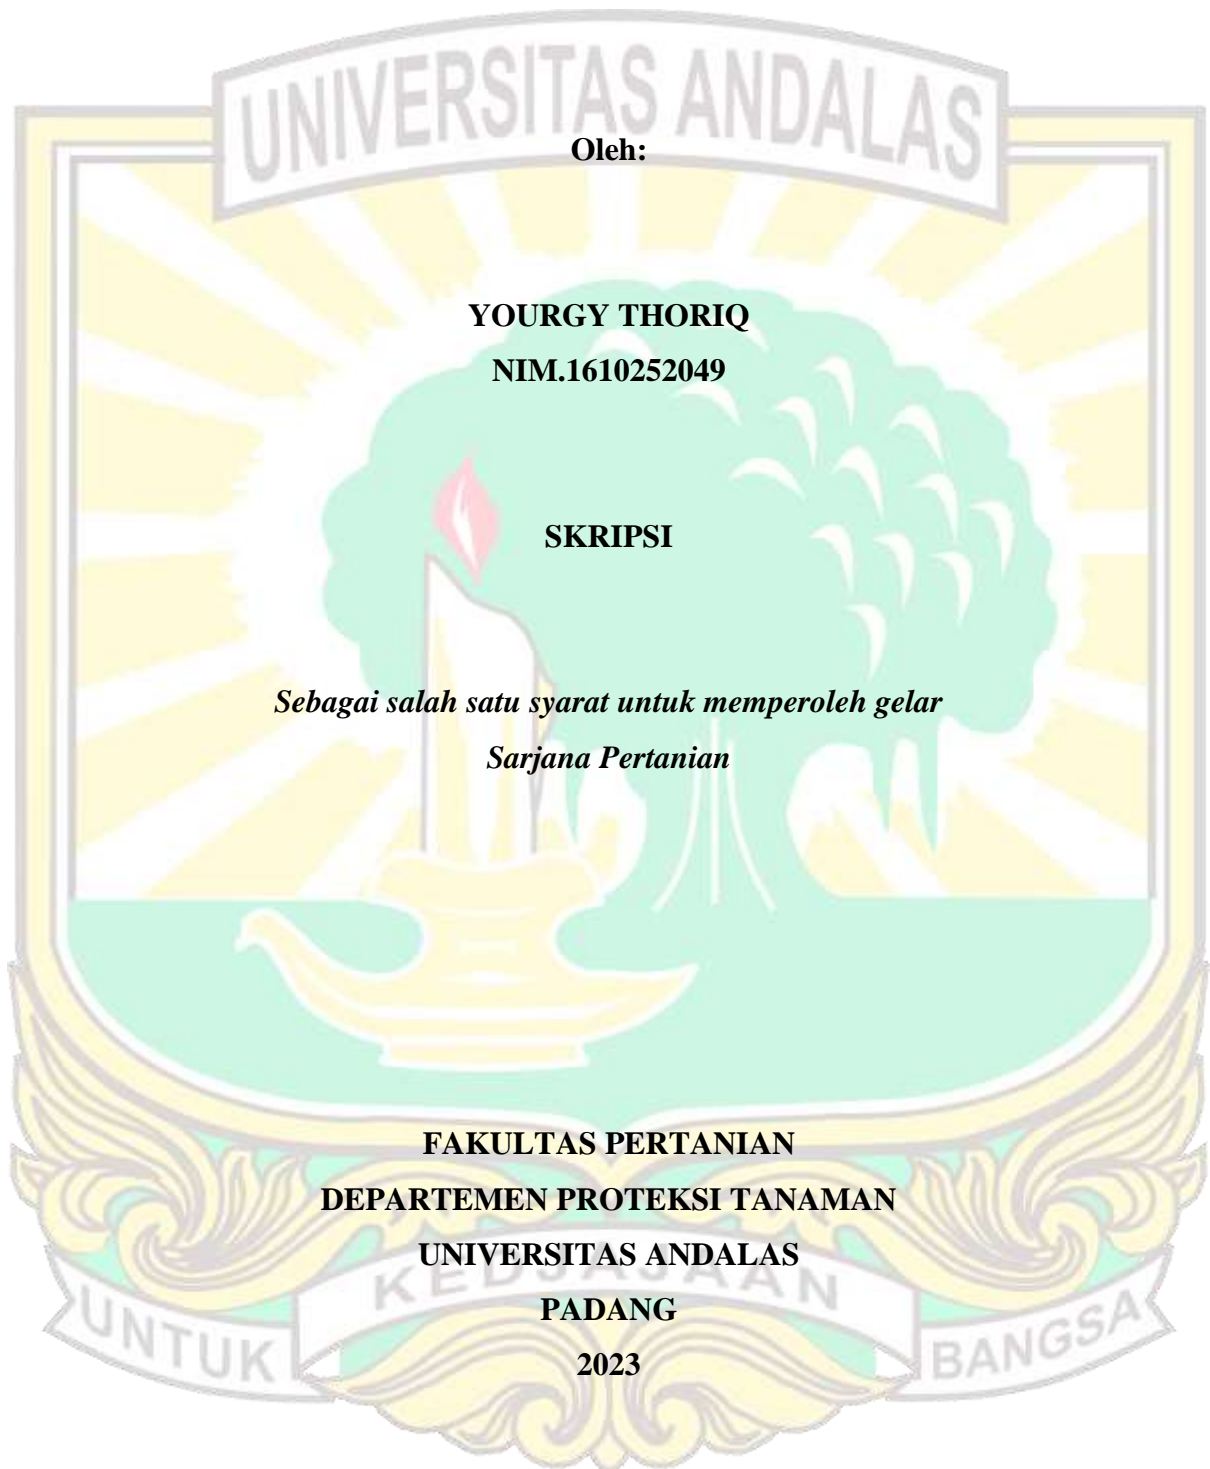 UNIVERSITAS ANDALAS
Oleh:
YOURGY THORIQ
NIM.1610252049
SKRIPSI
Sebagai salah satu syarat untuk memperoleh gelar
Sarjana Pertanian
FAKULTAS PERTANIAN
DEPARTEMEN PROTEKSI TANAMAN
UNIVERSITAS ANDALAS
PADANG
2023
UNTUK KEDJAJAAN BANGSA